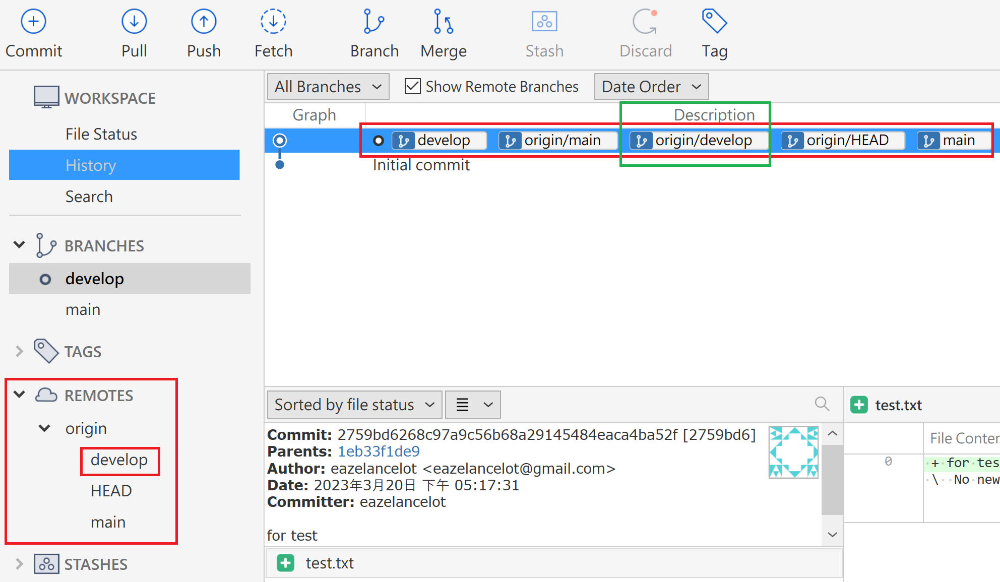 Commit Pull Push Fetch Branch Merge Stash Discard Tag
WORKSPACE
File Status
History
Search
BRANCHES
develop
main
TAGS
REMOTES
origin
develop
HEAD
main
STASHES
All Branches Show Remote Branches Date Order
Graph Description
develop origin/main origin/develop origin/HEAD main
Initial commit
Sorted by file status
Commit: 2759bd6268c97a9c56b68a29145484eaca4ba52f [2759bd6]
Parents: 1eb33f1de9
Author: eazelancelot <eazelancelot@gmail.com>
Date: 2023年3月20日 下午 05:17:31
Committer: eazelancelot
for test
test.txt
test.txt
File Conter
0 + for tes
\ No new